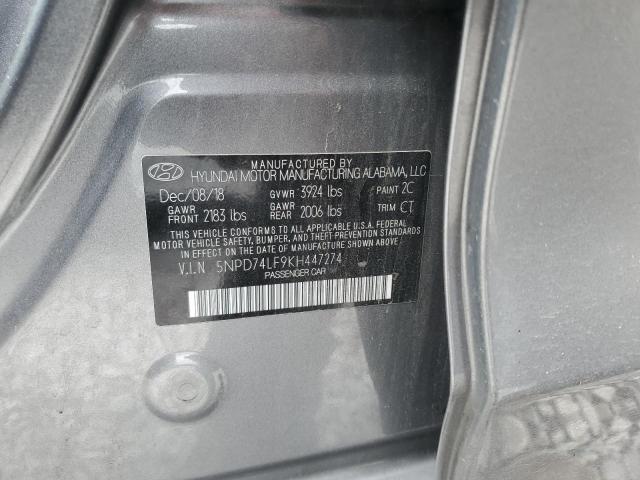 MANUFACTURED BY
HYUNDAI MOTOR MANUFACTURING ALABAMA, LLC
Dec/08/18 GVWR 3924 lbs PAINT 2C
GAWR FRONT 2183 lbs GAWR REAR 2006 lbs TRIM CT
THIS VEHICLE CONFORMS TO ALL APPLICABLE U.S.A. FEDERAL
MOTOR VEHICLE SAFETY, BUMPER, AND THEFT PREVENTION STANDARDS
IN EFFECT ON THE DATE OF MANUFACTURE SHOWN ABOVE.
V.I.N 5NPD74LF9KH447274
PASSENGER CAR